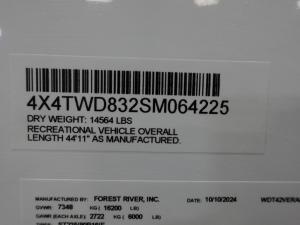 4X4TWD832SM064225
DRY WEIGHT: 14564 LBS
RECREATIONAL VEHICLE OVERALL
LENGTH 44'11" AS MANUFACTURED.
MANUFACTURED BY: FOREST RIVER, INC. DATE: 10/10/2024
GVWR: 7348 KG ( 16200 LB)
GAWR (EACH AXLE): 2722 KG ( 6000 LB)